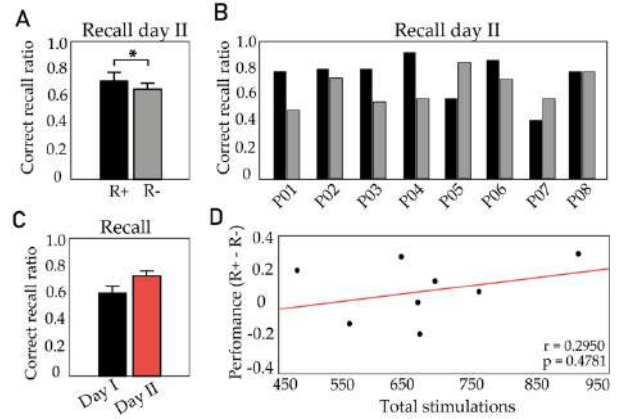 A
Recall day II
Correct recall ratio
1.0
0.8
0.6
0.4
0.2
0
*
R+ R-
B
Recall day II
Correct recall ratio
1.0
0.8
0.6
0.4
0.2
0
P01 P02 P03 P04 P05 P06 P07 P08
C
Recall
Correct recall ratio
1.0
0.8
0.6
0.4
0.2
0
Day I Day II
D
Perfomance (R+ - R-)
0.4
0.2
0
-0.2
-0.4
r = 0.2950
p = 0.4781
450 550 650 750 850 950
Total stimulations